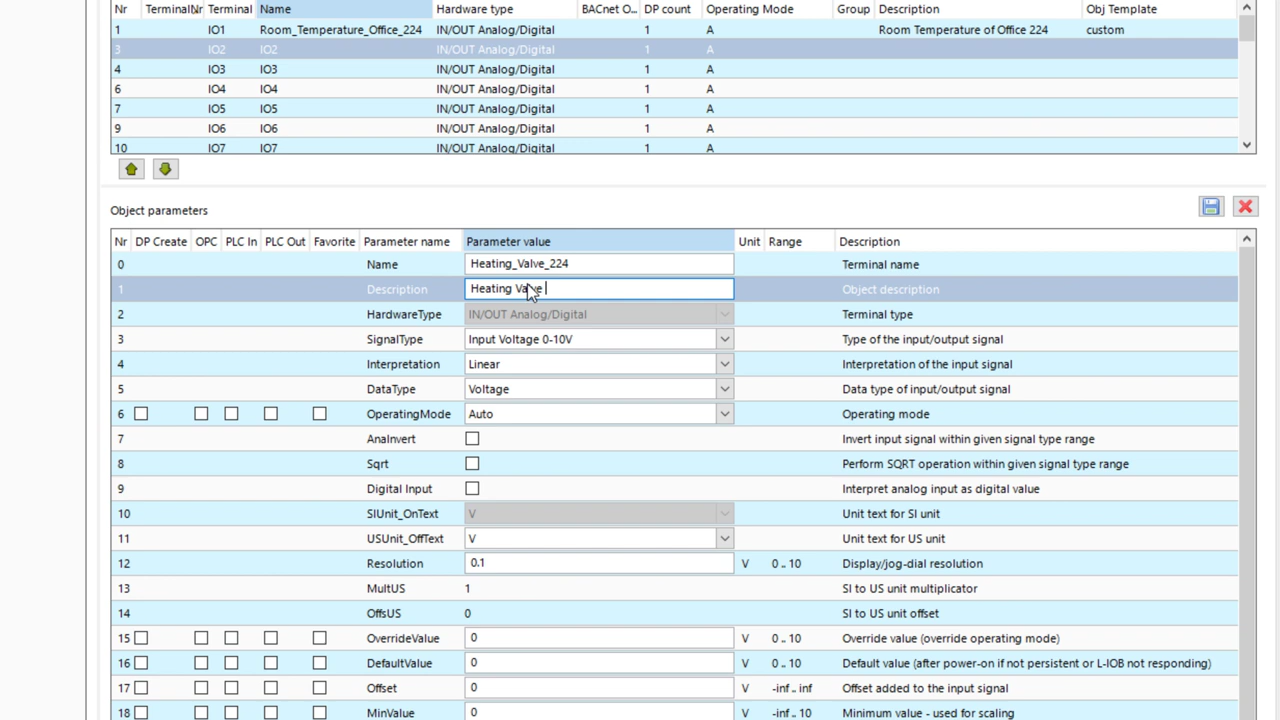 Nr TerminalNr Terminal Name Hardware type BACnet O... DP count Operating Mode Group Description Obj Template
1 IO1 Room_Temperature_Office_224 IN/OUT Analog/Digital 1 A Room Temperature of Office 224 custom
3 IO2 IO2 IN/OUT Analog/Digital 1 A
4 IO3 IO3 IN/OUT Analog/Digital 1 A
6 IO4 IO4 IN/OUT Analog/Digital 1 A
7 IO5 IO5 IN/OUT Analog/Digital 1 A
9 IO6 IO6 IN/OUT Analog/Digital 1 A
10 IO7 IO7 IN/OUT Analog/Digital 1 A
Object parameters
Nr DP Create OPC PLC In PLC Out Favorite Parameter name Parameter value Unit Range Description
0 Name Heating_Valve_224 Terminal name
1 Description Heating Valve Object description
2 HardwareType IN/OUT Analog/Digital Terminal type
3 SignalType Input Voltage 0-10V Type of the input/output signal
4 Interpretation Linear Interpretation of the input signal
5 DataType Voltage Data type of input/output signal
6 OperatingMode Auto Operating mode
7 AnaInvert Invert input signal within given signal type range
8 Sqrt Perform SQRT operation within given signal type range
9 Digital Input Interpret analog input as digital value
10 SIUnit_OnText V Unit text for SI unit
11 USUnit_OffText V Unit text for US unit
12 Resolution 0.1 V 0 .. 10 Display/jog-dial resolution
13 MultUS 1 SI to US unit multiplicator
14 OffsUS 0 SI to US unit offset
15 OverrideValue 0 V 0 .. 10 Override value (override operating mode)
16 DefaultValue 0 V 0 .. 10 Default value (after power-on if not persistent or L-IOB not responding)
17 Offset 0 V -inf .. inf Offset added to the input signal
18 MinValue 0 V -inf .. 10 Minimum value - used for scaling